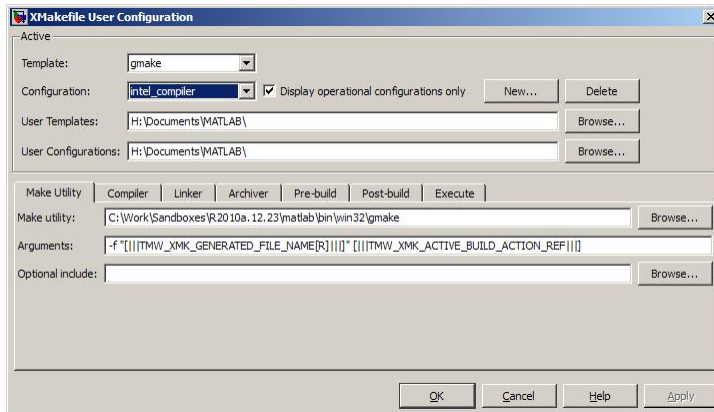 XMakefile User Configuration
Active
Template: gmake
Configuration: intel_compiler Display operational configurations only New... Delete
User Templates: H:\Documents\MATLAB\ Browse...
User Configurations: H:\Documents\MATLAB\ Browse...
Make Utility Compiler Linker Archiver Pre-build Post-build Execute
Make utility: C:\Work\Sandboxes\R2010a.12.23\matlab\bin\win32\gmake Browse...
Arguments: -f "[|||TMW_XMK_GENERATED_FILE_NAME[R]|||]" [|||TMW_XMK_ACTIVE_BUILD_ACTION_REF|||]
Optional include: Browse...
OK Cancel Help Apply